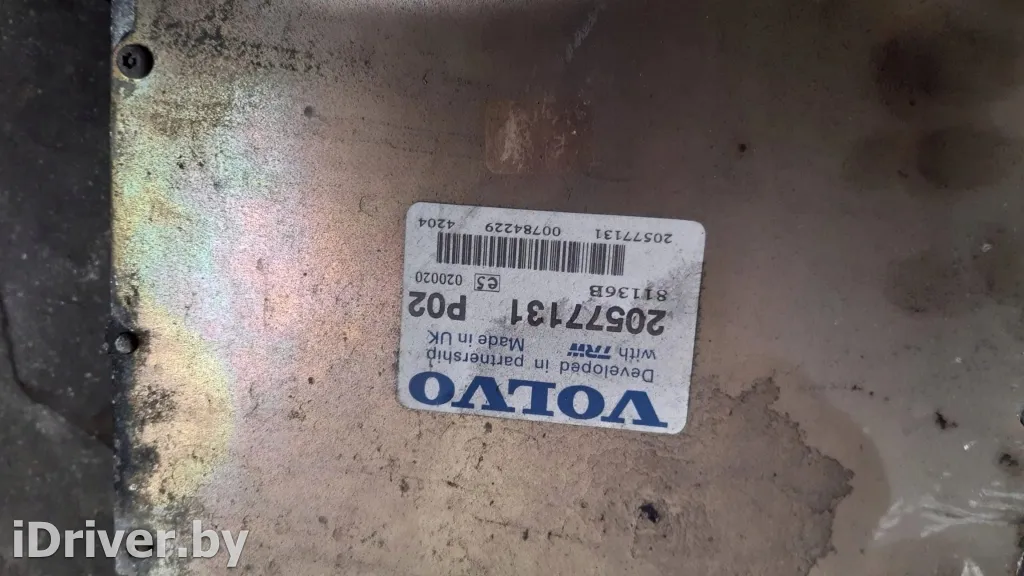 VOLVO
Developed in partnership
with TRW Made in UK
20577131 P02
81136B e5 020020
20577131 00784229 4204
iDriver.by